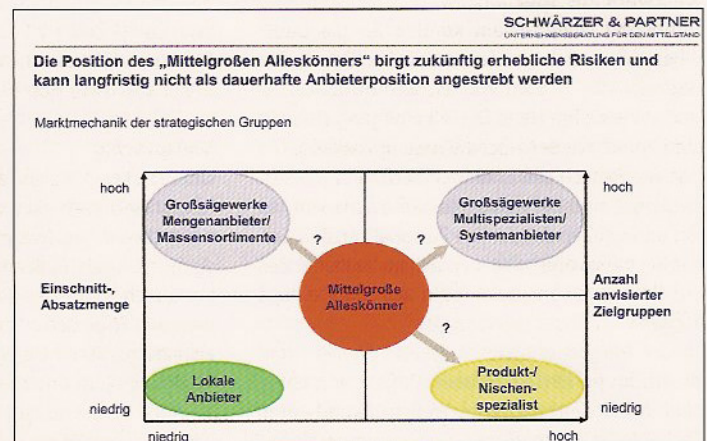 SCHWÄRZER & PARTNER
UNTERNEHMENSBERATUNG FÜR DEN MITTELSTAND
Die Position des „Mittelgroßen Alleskönners“ birgt zukünftig erhebliche Risiken und
kann langfristig nicht als dauerhafte Anbieterposition angestrebt werden
Marktmechanik der strategischen Gruppen
hoch
Großsägewerke
Mengenanbieter/
Massensortimente
Großsägewerke
Multispezialisten/
Systemanbieter
hoch
?
?
Einschnitt-,
Absatzmenge
Mittelgroße
Alleskönner
Anzahl
anvisierter
Zielgruppen
?
Lokale
Anbieter
Produkt-/
Nischen-
spezialist
niedrig
niedrig
niedrig
hoch